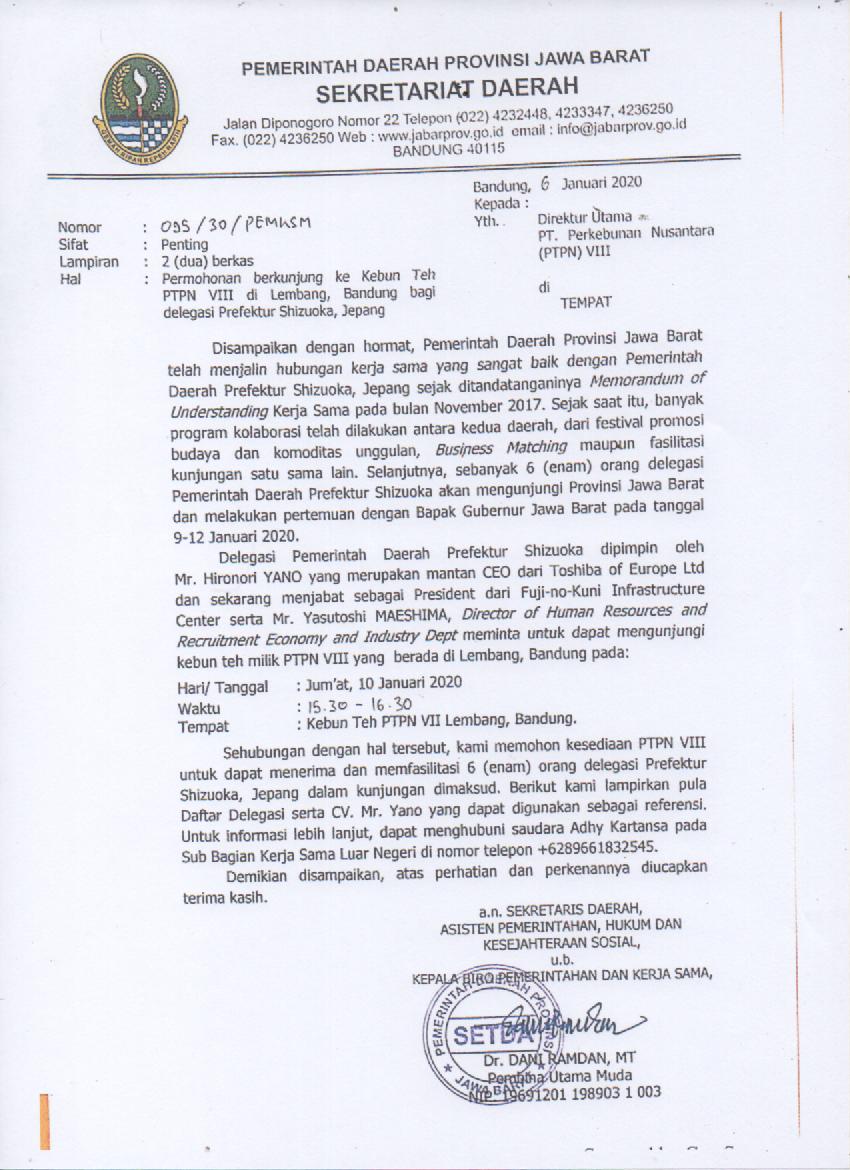 PEMERINTAH DAERAH PROVINSI JAWA BARAT
SEKRETARIAT DAERAH
Jalan Diponogoro Nomor 22 Telepon (022) 4232448, 4233347, 4236250
Fax. (022) 4236250 Web : www.jabarprov.go.id email : info@jabarprov.go.id
BANDUNG 40115
Bandung, 6 Januari 2020
Kepada :
Yth. . Direktur Utama
PT. Perkebunan Nusantara
(PTPN) VIII
di
TEMPAT
Nomor : 095/30/PEMKSM
Sifat : Penting
Lampiran : 2 (dua) berkas
Hal : Permohonan berkunjung ke Kebun Teh
PTPN VIII di Lembang, Bandung bagi
delegasi Prefektur Shizuoka, Jepang
Disampaikan dengan hormat, Pemerintah Daerah Provinsi Jawa Barat
telah menjalin hubungan kerja sama yang sangat baik dengan Pemerintah
Daerah Prefektur Shizuoka, Jepang sejak ditandatanganinya Memorandum of
Understanding Kerja Sama pada bulan November 2017. Sejak saat itu, banyak
program kolaborasi telah dilakukan antara kedua daerah, dari festival promosi
budaya dan komoditas unggulan, Business Matching maupun fasilitasi
kunjungan satu sama lain. Selanjutnya, sebanyak 6 (enam) orang delegasi
Pemerintah Daerah Prefektur Shizuoka akan mengunjungi Provinsi Jawa Barat
dan melakukan pertemuan dengan Bapak Gubernur Jawa Barat pada tanggal
9-12 Januari 2020.
Delegasi Pemerintah Daerah Prefektur Shizuoka dipimpin oleh
Mr. Hironori YANO yang merupakan mantan CEO dari Toshiba of Europe Ltd
dan sekarang menjabat sebagai President dari Fuji-no-Kuni Infrastructure
Center serta Mr. Yasutoshi MAESHIMA, Director of Human Resources and
Recruitment Economy and Industry Dept meminta untuk dapat mengunjungi
kebun teh milik PTPN VIII yang berada di Lembang, Bandung pada:
Hari/ Tanggal : Jum'at, 10 Januari 2020
Waktu : 15.30 - 16.30
Tempat : Kebun Teh PTPN VII Lembang, Bandung.
Sehubungan dengan hal tersebut, kami memohon kesediaan PTPN VIII
untuk dapat menerima dan memfasilitasi 6 (enam) orang delegasi Prefektur
Shizuoka, Jepang dalam kunjungan dimaksud. Berikut kami lampirkan pula
Daftar Delegasi serta CV. Mr. Yano yang dapat digunakan sebagai referensi.
Untuk informasi lebih lanjut, dapat menghubuni saudara Adhy Kartansa pada
Sub Bagian Kerja Sama Luar Negeri di nomor telepon +6289661832545.
Demikian disampaikan, atas perhatian dan perkenannya diucapkan
terima kasih.
a.n. SEKRETARIS DAERAH,
ASISTEN PEMERINTAHAN, HUKUM DAN
KESEJAHTERAAN SOSIAL,
u.b.
KEPALA BIRO PEMERINTAHAN DAN KERJA SAMA,
PEMERINTAH DAERAH PROVINSI
SETDA
JAWA BARAT
Dr. DANI RAMDAN, MT
Pembina Utama Muda
NIP. 19691201 198903 1 003